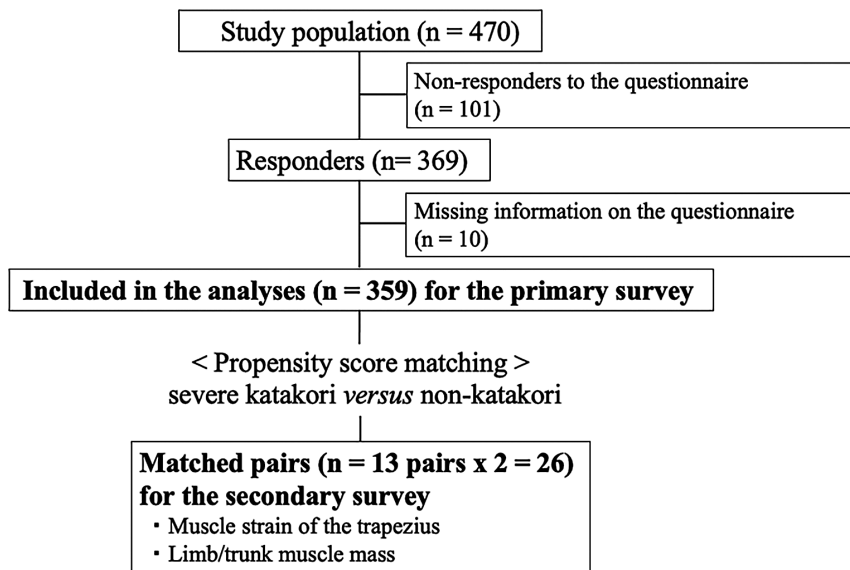 Study population (n = 470)
Non-responders to the questionnaire
(n = 101)
Responders (n= 369)
Missing information on the questionnaire
(n = 10)
Included in the analyses (n = 359) for the primary survey
< Propensity score matching >
severe katakori versus non-katakori
Matched pairs (n = 13 pairs x 2 = 26)
for the secondary survey
・Muscle strain of the trapezius
・Limb/trunk muscle mass